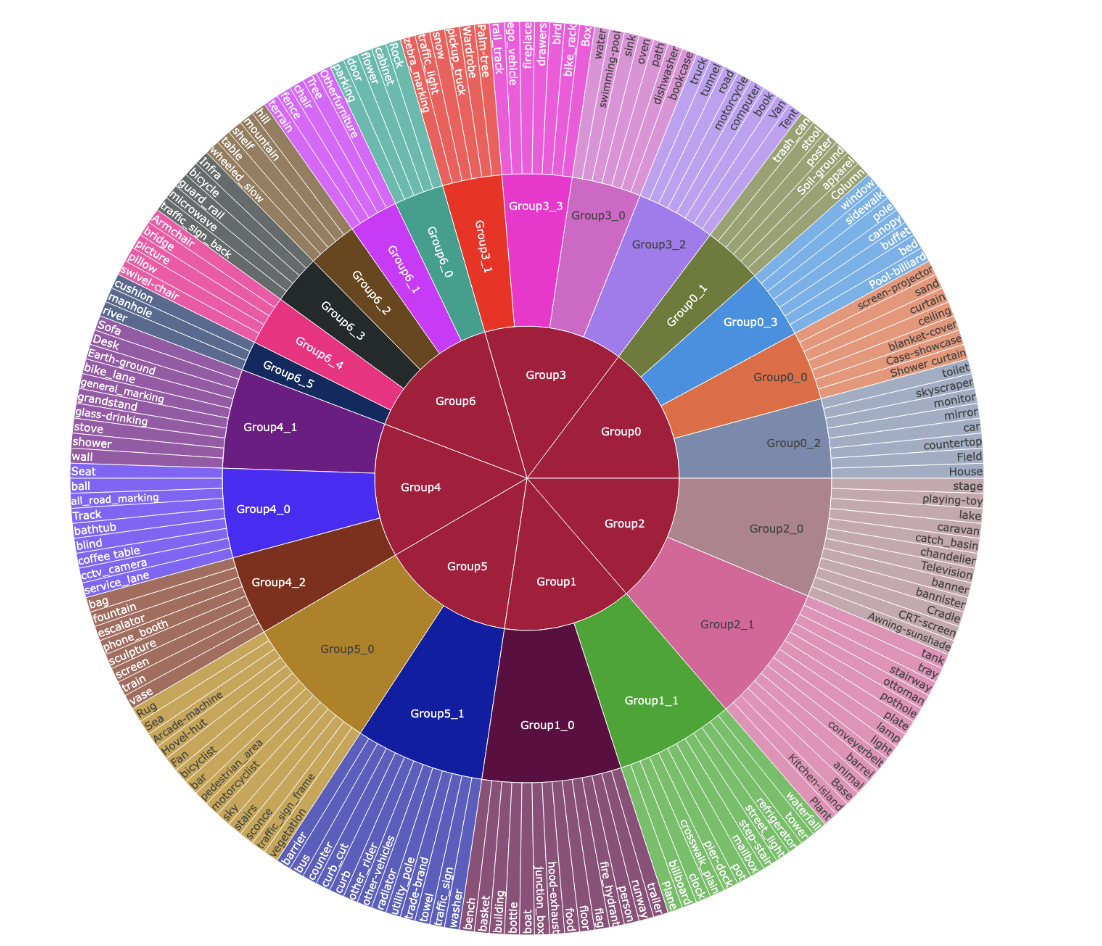 Group3
Group0
Group2
Group1
Group5
Group4
Group6
Group3_3
Group3_0
Group3_2
Group0_1
Group0_3
Group0_0
Group0_2
Group2_0
Group2_1
Group1_1
Group1_0
Group5_1
Group5_0
Group4_2
Group4_0
Group4_1
Group6_5
Group6_4
Group6_3
Group6_2
Group6_1
Group6_0
Group3_1
rail_track
ego_vehicle
fireplace
drawers
bird
bike_rack
Box
water
swimming-pool
sink
oven
path
dishwasher
bookcase
truck
tunnel
road
motorcycle
computer
book
Van
Tent
trash_can
stool
poster
Soil-ground
apparel
Column
window
sidewalk
pole
canopy
buffet
bed
Pool-billiard
screen-projector
sand
curtain
ceiling
blanket-cover
Case-showcase
Shower curtain
toilet
skyscraper
monitor
mirror
car
countertop
Field
House
stage
playing-toy
lake
caravan
catch_basin
chandelier
Television
banner
bannister
Cradle
CRT-screen
Awning-sunshade
tank
tray
stairway
ottoman
pothole
plate
lamp
light
conveyerbelt
barrel
animal
Base
Kitchen-island
Plant
waterfall
tower
refrigerator
street_light
step-stair
mailbox
pot
pier-dock
crosswalk_plain
clock
billboard
plane
trailer
runway
person
fire_hydrant
flag
floor
food
hood-exhaust
junction_box
boat
bottle
building
basket
bench
washer
traffic_sign
towel
trade-brand
utility_pole
radiator
other-vehicles
other_rider
curb
curb_cut
counter
bus
barrier
vegetation
traffic_sign_frame
sconce
stairs
sky
motorcyclist
pedestrian_area
bar
bicyclist
Fan
Hovel-hut
Arcade-machine
Sea
Rug
vase
train
screen
sculpture
phone_booth
escalator
fountain
bag
service_lane
cctv_camera
coffee table
blind
bathtub
Track
all_road_marking
ball
Seat
wall
shower
stove
glass-drinking
grandstand
general_marking
bike_lane
Earth-ground
Desk
Sofa
river
manhole
cushion
swivel-chair
pillow
picture
bridge
Armchair
traffic_sign_back
microwave
guard_rail
bicycle
Infra
wheeled_slow
table
shelf
mountain
hill
terrain
fence
chair
Tree
Otherfurniture
parking
door
flower
cabinet
Rock
zebra_marking
traffic_light
snow
pickup_truck
Wardrobe
Palm-tree